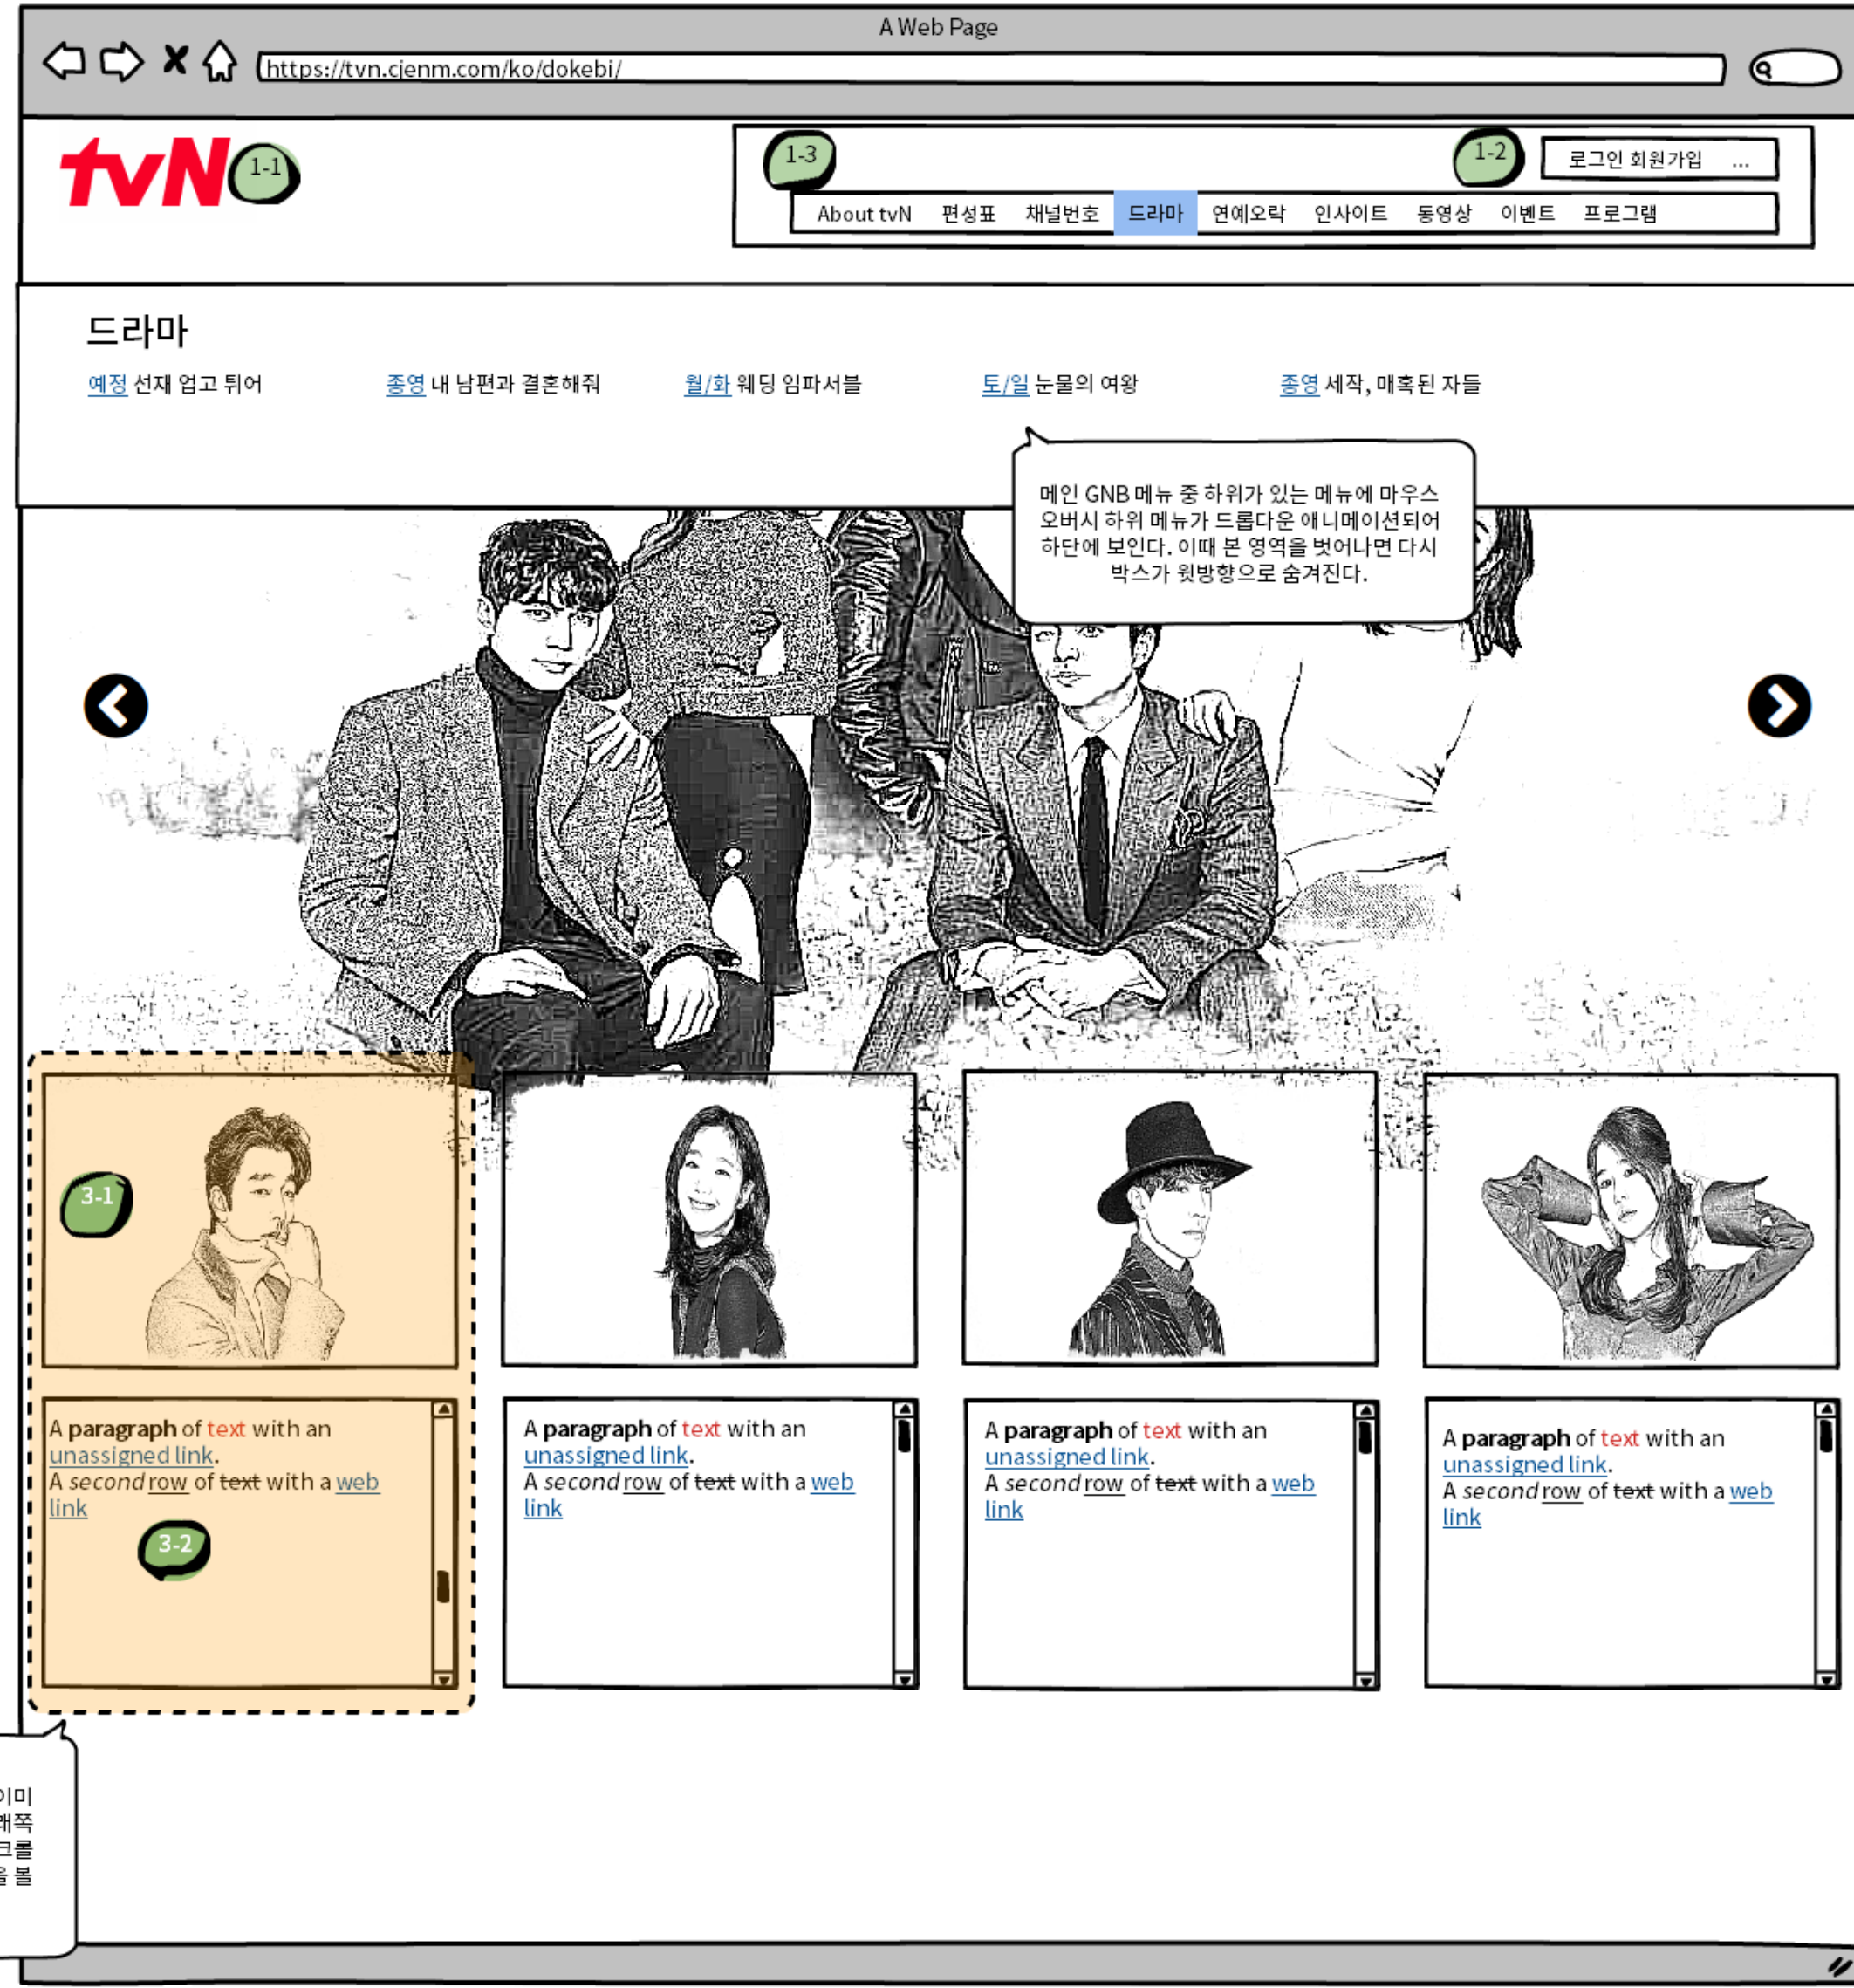 A Web Page
https://tvn.cjenm.com/ko/dokebi/
tvN
1-1
1-3
1-2
로그인 회원가입 ...
About tvN 편성표 채널번호 드라마 연예오락 인사이트 동영상 이벤트 프로그램
드라마
예정 선재 업고 튀어 종영 내 남편과 결혼해줘 월/화 웨딩 임파서블 토/일 눈물의 여왕 종영 세작, 매혹된 자들
메인 GNB 메뉴 중 하위가 있는 메뉴에 마우스
오버시 하위 메뉴가 드롭다운 애니메이션되어
하단에 보인다. 이때 본 영역을 벗어나면 다시
박스가 윗방향으로 숨겨진다.
3-1
A paragraph of text with an
unassigned link.
A second row of text with a web
link
3-2
A paragraph of text with an
unassigned link.
A second row of text with a web
link
A paragraph of text with an
unassigned link.
A second row of text with a web
link
A paragraph of text with an
unassigned link.
A second row of text with a web
link
이미
쪽
크롤
볼